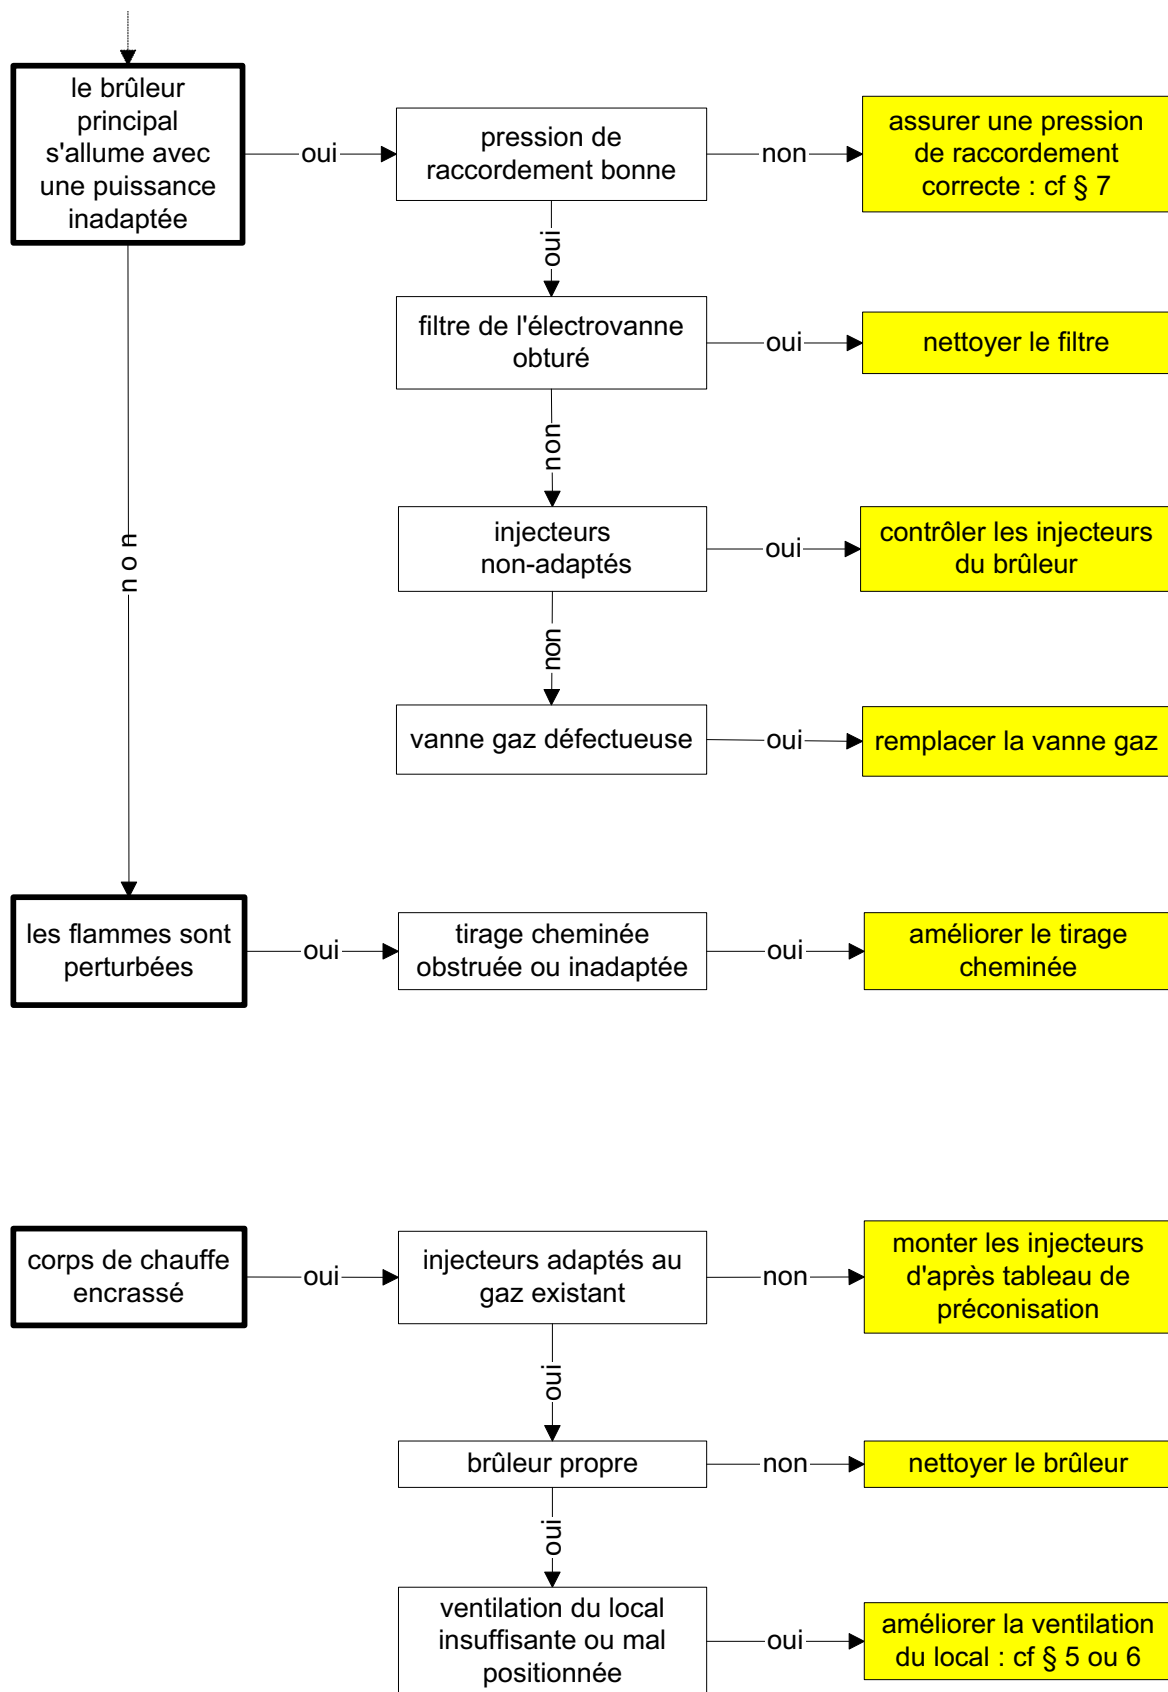 le brûleur
principal
s'allume avec
une puissance
inadaptée
oui
pression de
raccordement bonne
non
assurer une pression
de raccordement
correcte : cf § 7
oui
filtre de l'électrovanne
obturé
oui
nettoyer le filtre
non
injecteurs
non-adaptés
oui
contrôler les injecteurs
du brûleur
non
vanne gaz défectueuse
oui
remplacer la vanne gaz
n o n
les flammes sont
perturbées
oui
tirage cheminée
obstruée ou inadaptée
oui
améliorer le tirage
cheminée
corps de chauffe
encrassé
oui
injecteurs adaptés au
gaz existant
non
monter les injecteurs
d'après tableau de
préconisation
oui
brûleur propre
non
nettoyer le brûleur
oui
ventilation du local
insuffisante ou mal
positionnée
oui
améliorer la ventilation
du local : cf § 5 ou 6